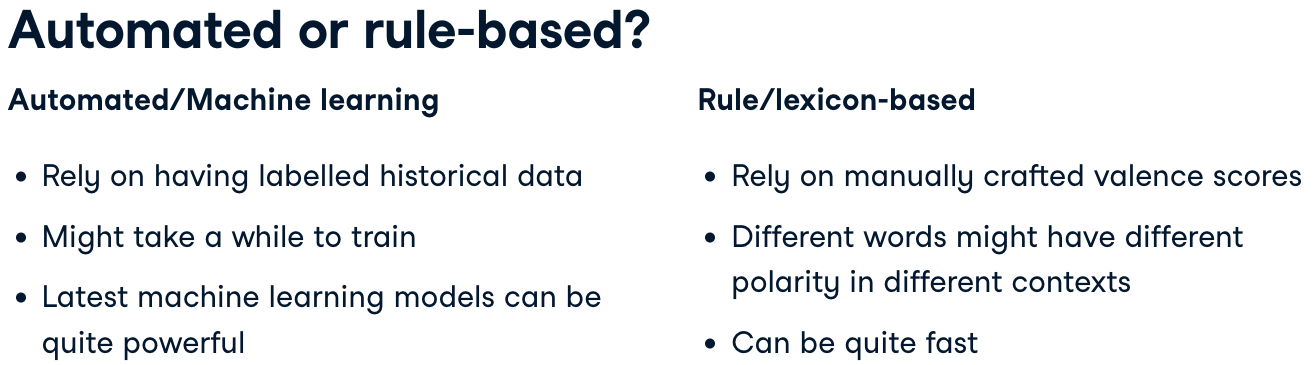 Automated or rule-based?
Automated/Machine learning
• Rely on having labelled historical data
• Might take a while to train
• Latest machine learning models can be
quite powerful
Rule/lexicon-based
• Rely on manually crafted valence scores
• Different words might have different
polarity in different contexts
• Can be quite fast